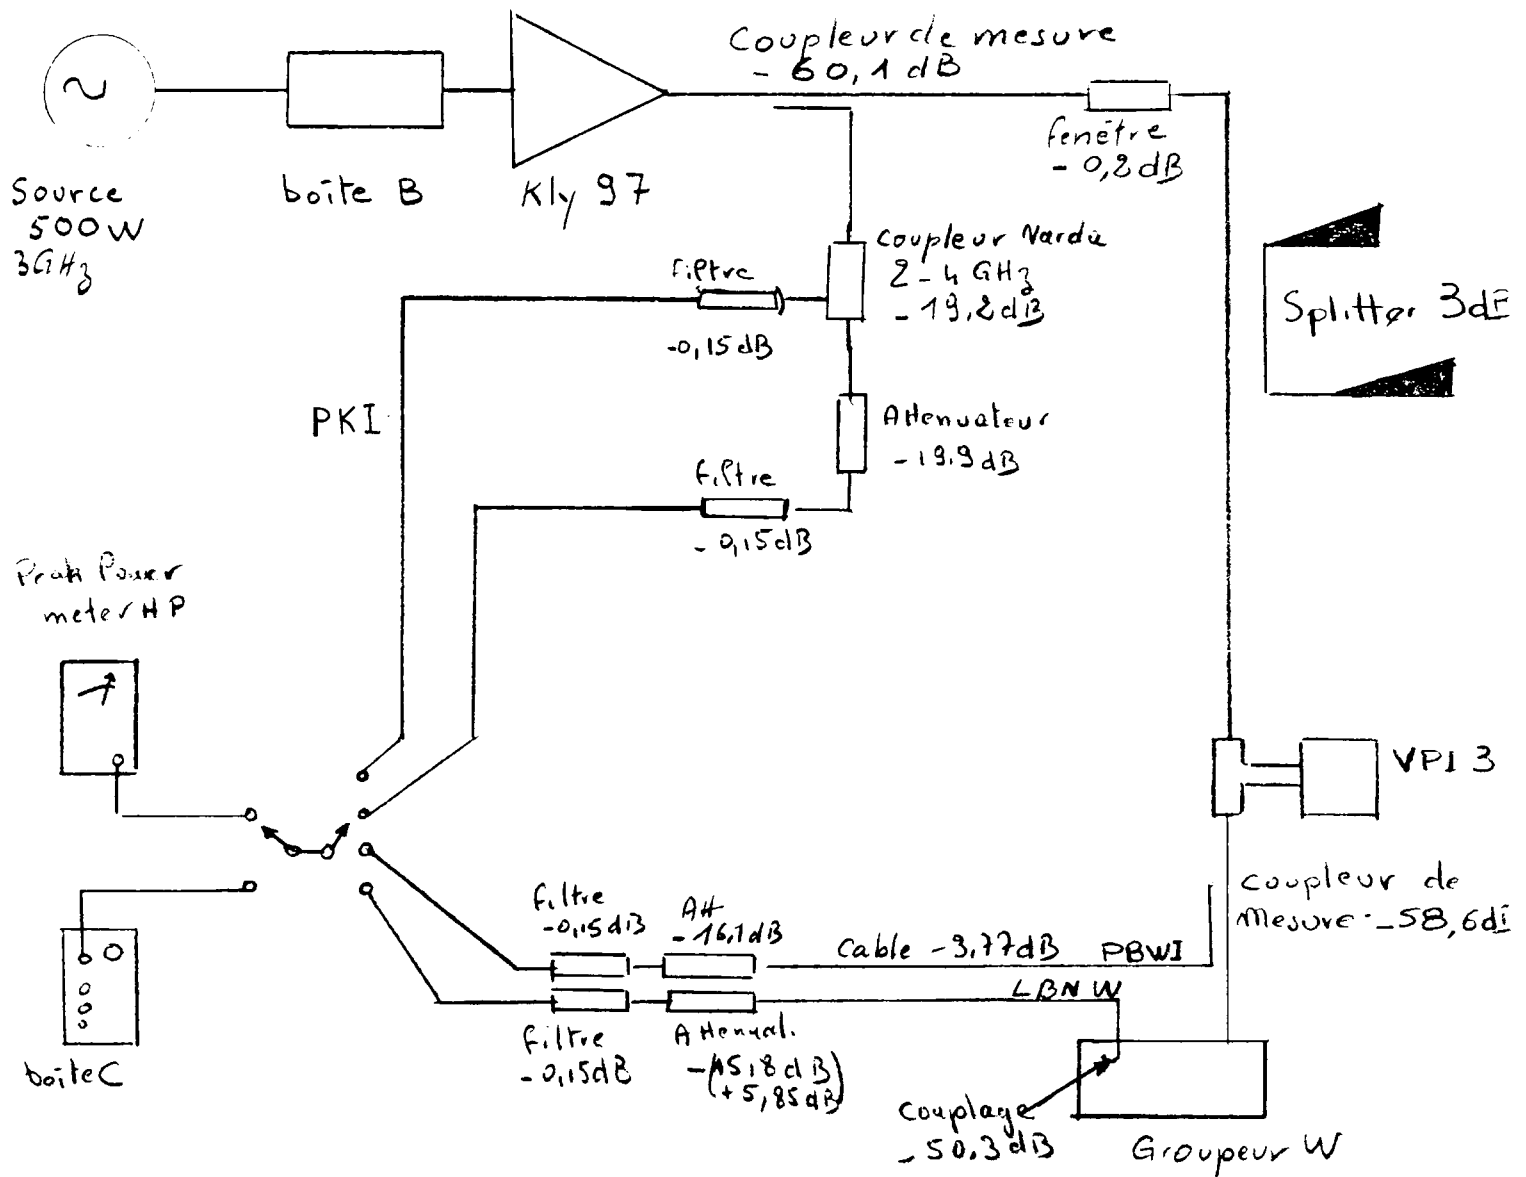 Coupleur de mesure
- 60,1 dB
fenêtre
- 0,2 dB
Source
500W
3GHz
boîte B
Kly 97
Coupleur Narda
2-4 GHz
- 19,2 dB
filtre
-0,15 dB
Splitter 3d
PKI
Attenuateur
- 19.9 dB
filtre
- 0,15 dB
Peak Power
meter HP
VPI 3
Coupleur de
mesure - 58,6d
filtre
-0,15 dB
Att
- 16,1 dB
Cable - 3,77 dB PBWI
LBNW
filtre
- 0,15 dB
Attenuat.
-(15,8 dB
+ 5,85 dB)
boîte C
Couplage
- 50.3 dB
Groupeur W